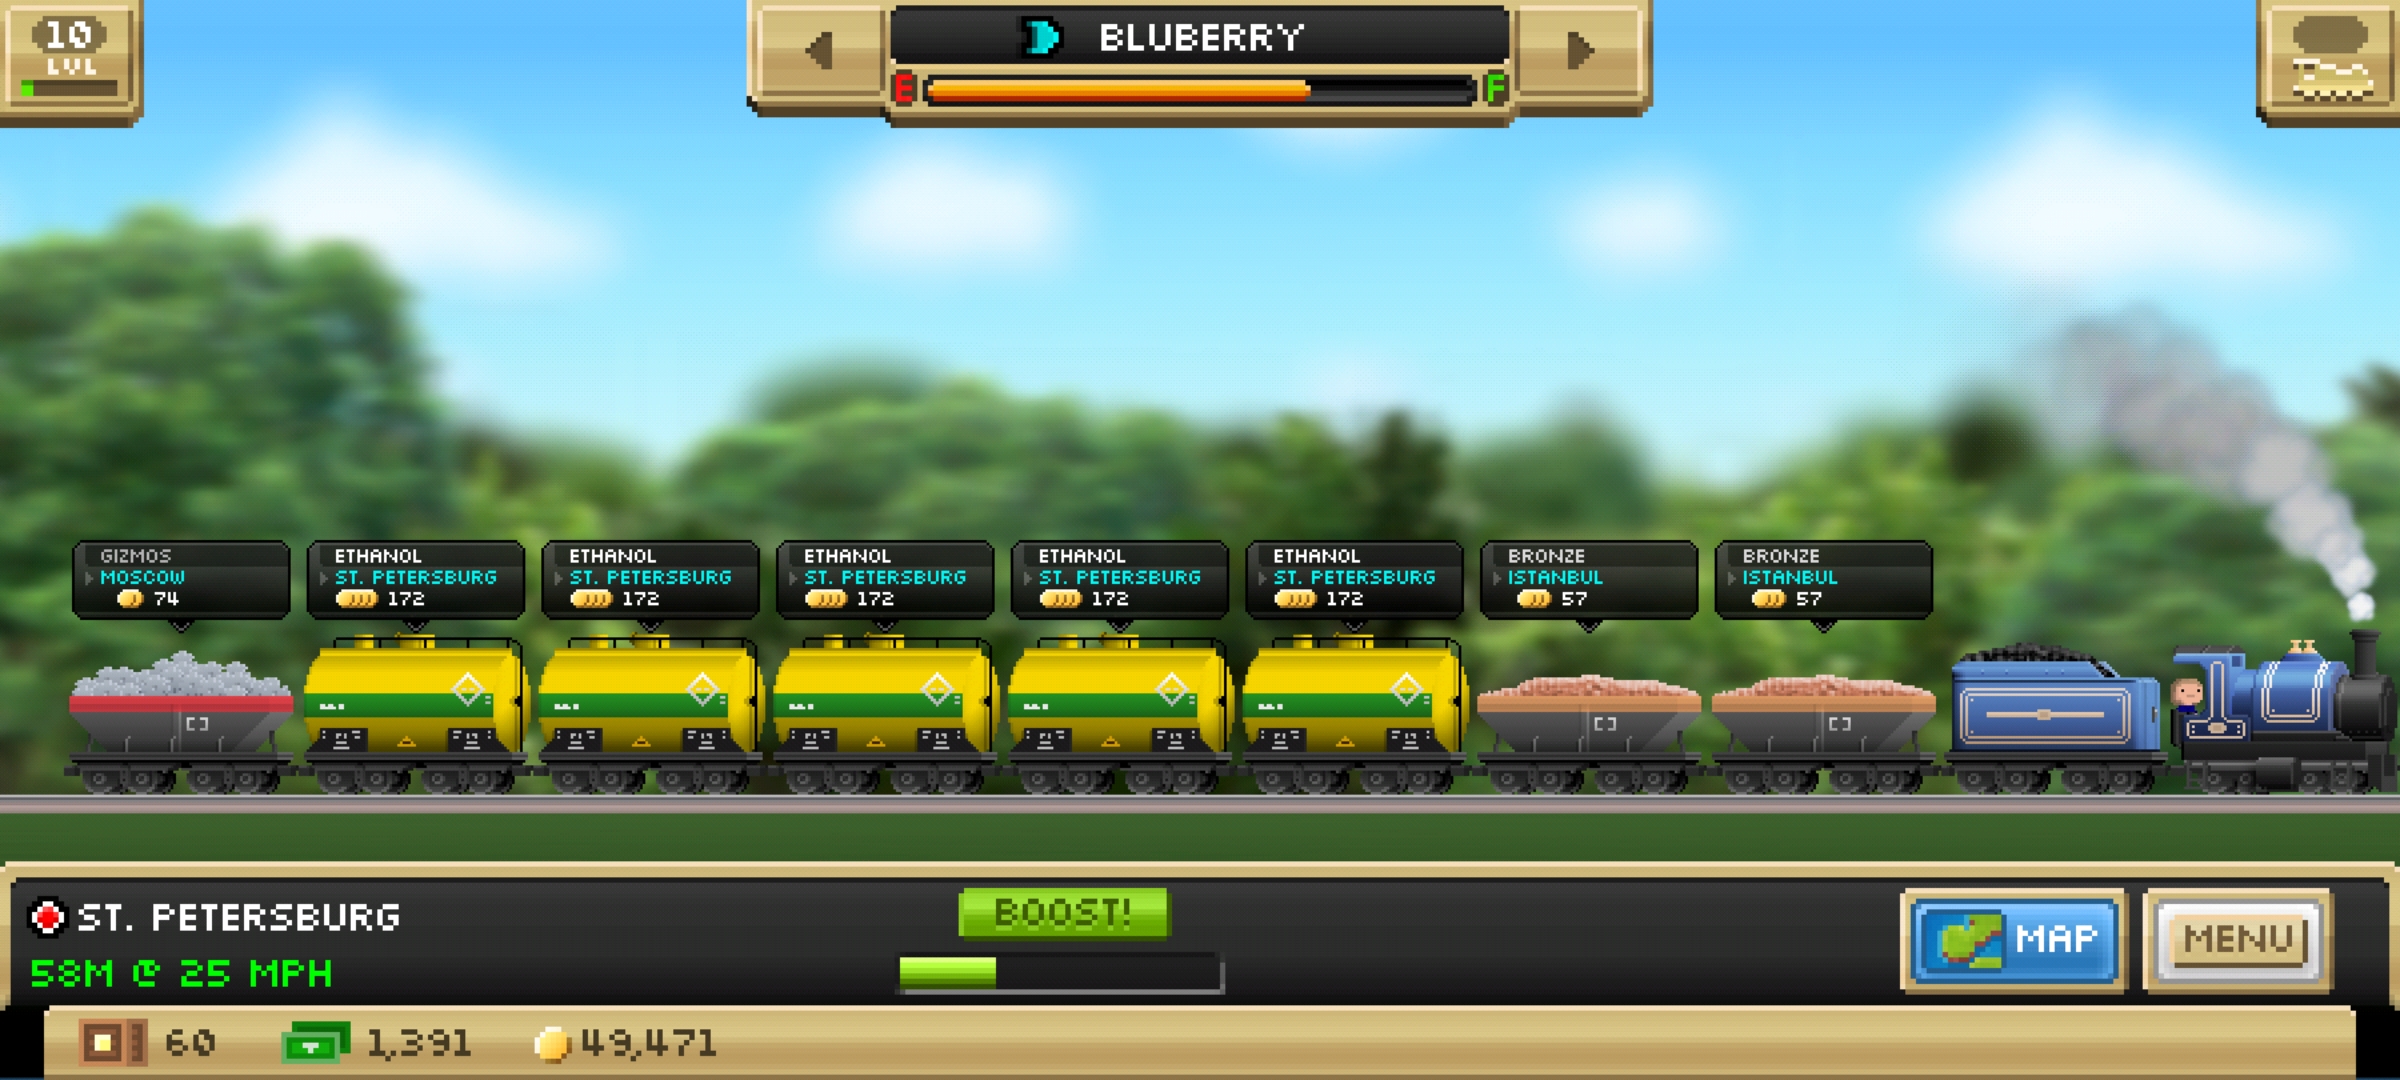 10
LVL
BLUBERRY
E F
GIZMOS
MOSCOW
74
ETHANOL
ST. PETERSBURG
172
ETHANOL
ST. PETERSBURG
172
ETHANOL
ST. PETERSBURG
172
ETHANOL
ST. PETERSBURG
172
ETHANOL
ST. PETERSBURG
172
BRONZE
ISTANBUL
57
BRONZE
ISTANBUL
57
ST. PETERSBURG
58M @ 25 MPH
BOOST!
MAP
MENU
60
1,391
49,471